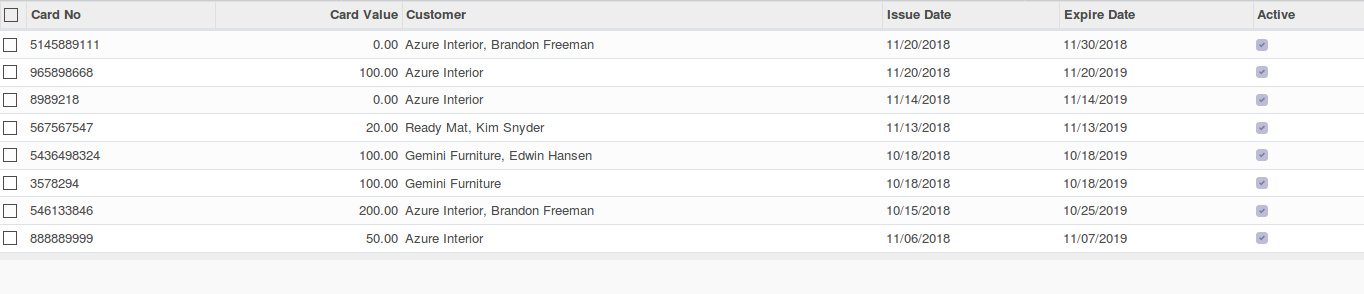 Card No Card Value Customer Issue Date Expire Date Active
5145889111 0.00 Azure Interior, Brandon Freeman 11/20/2018 11/30/2018
965898668 100.00 Azure Interior 11/20/2018 11/20/2019
8989218 0.00 Azure Interior 11/14/2018 11/14/2019
567567547 20.00 Ready Mat, Kim Snyder 11/13/2018 11/13/2019
5436498324 100.00 Gemini Furniture, Edwin Hansen 10/18/2018 10/18/2019
3578294 100.00 Gemini Furniture 10/18/2018 10/18/2019
546133846 200.00 Azure Interior, Brandon Freeman 10/15/2018 10/25/2019
888889999 50.00 Azure Interior 11/06/2018 11/07/2019